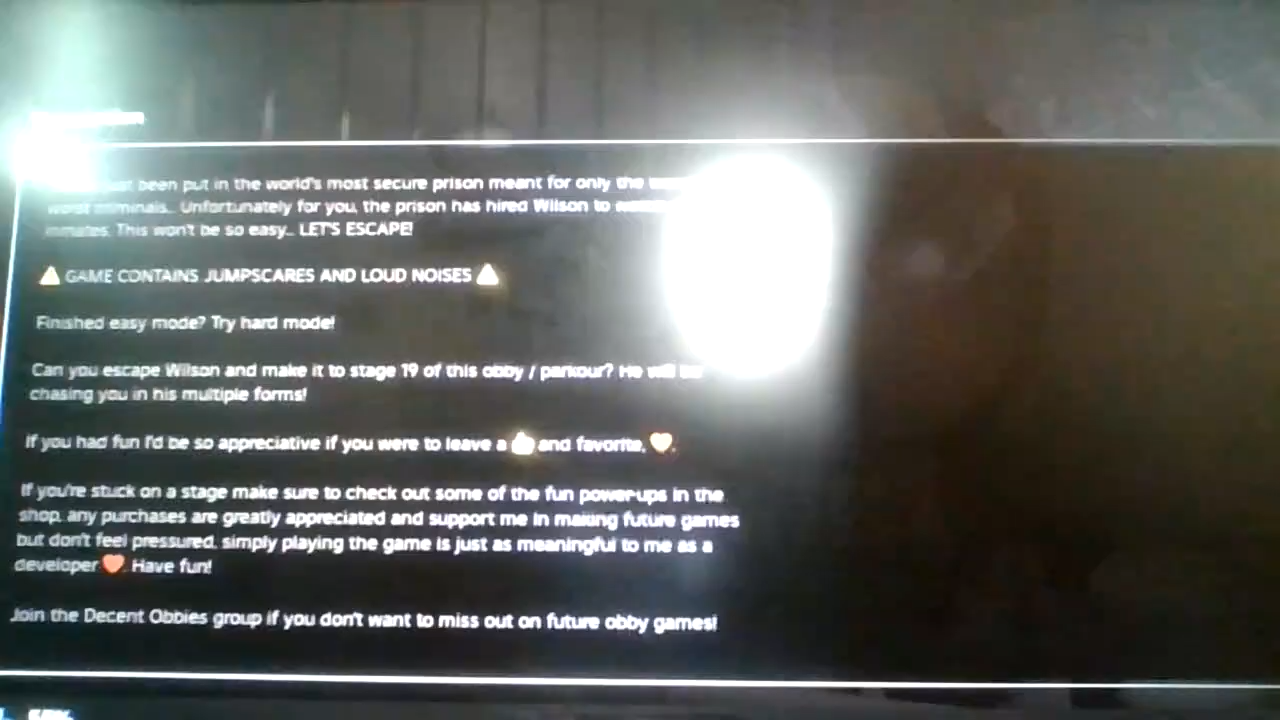 been put in the world's most secure prison meant for only the
worst criminals.. Unfortunately for you, the prison has hired Wilson to
inmates. This won't be so easy... LET'S ESCAPE!
⚠️ GAME CONTAINS JUMPSCARES AND LOUD NOISES ⚠️
Finished easy mode? Try hard mode!
Can you escape Wilson and make it to stage 19 of this obby / parkour? He will be
chasing you in his multiple forms!
If you had fun I'd be so appreciative if you were to leave a 👍 and favorite, ❤️.
If you're stuck on a stage make sure to check out some of the fun power-ups in the
shop, any purchases are greatly appreciated and support me in making future games
but don't feel pressured, simply playing the game is just as meaningful to me as a
developer ❤️. Have fun!
Join the Decent Obbies group if you don't want to miss out on future obby games!